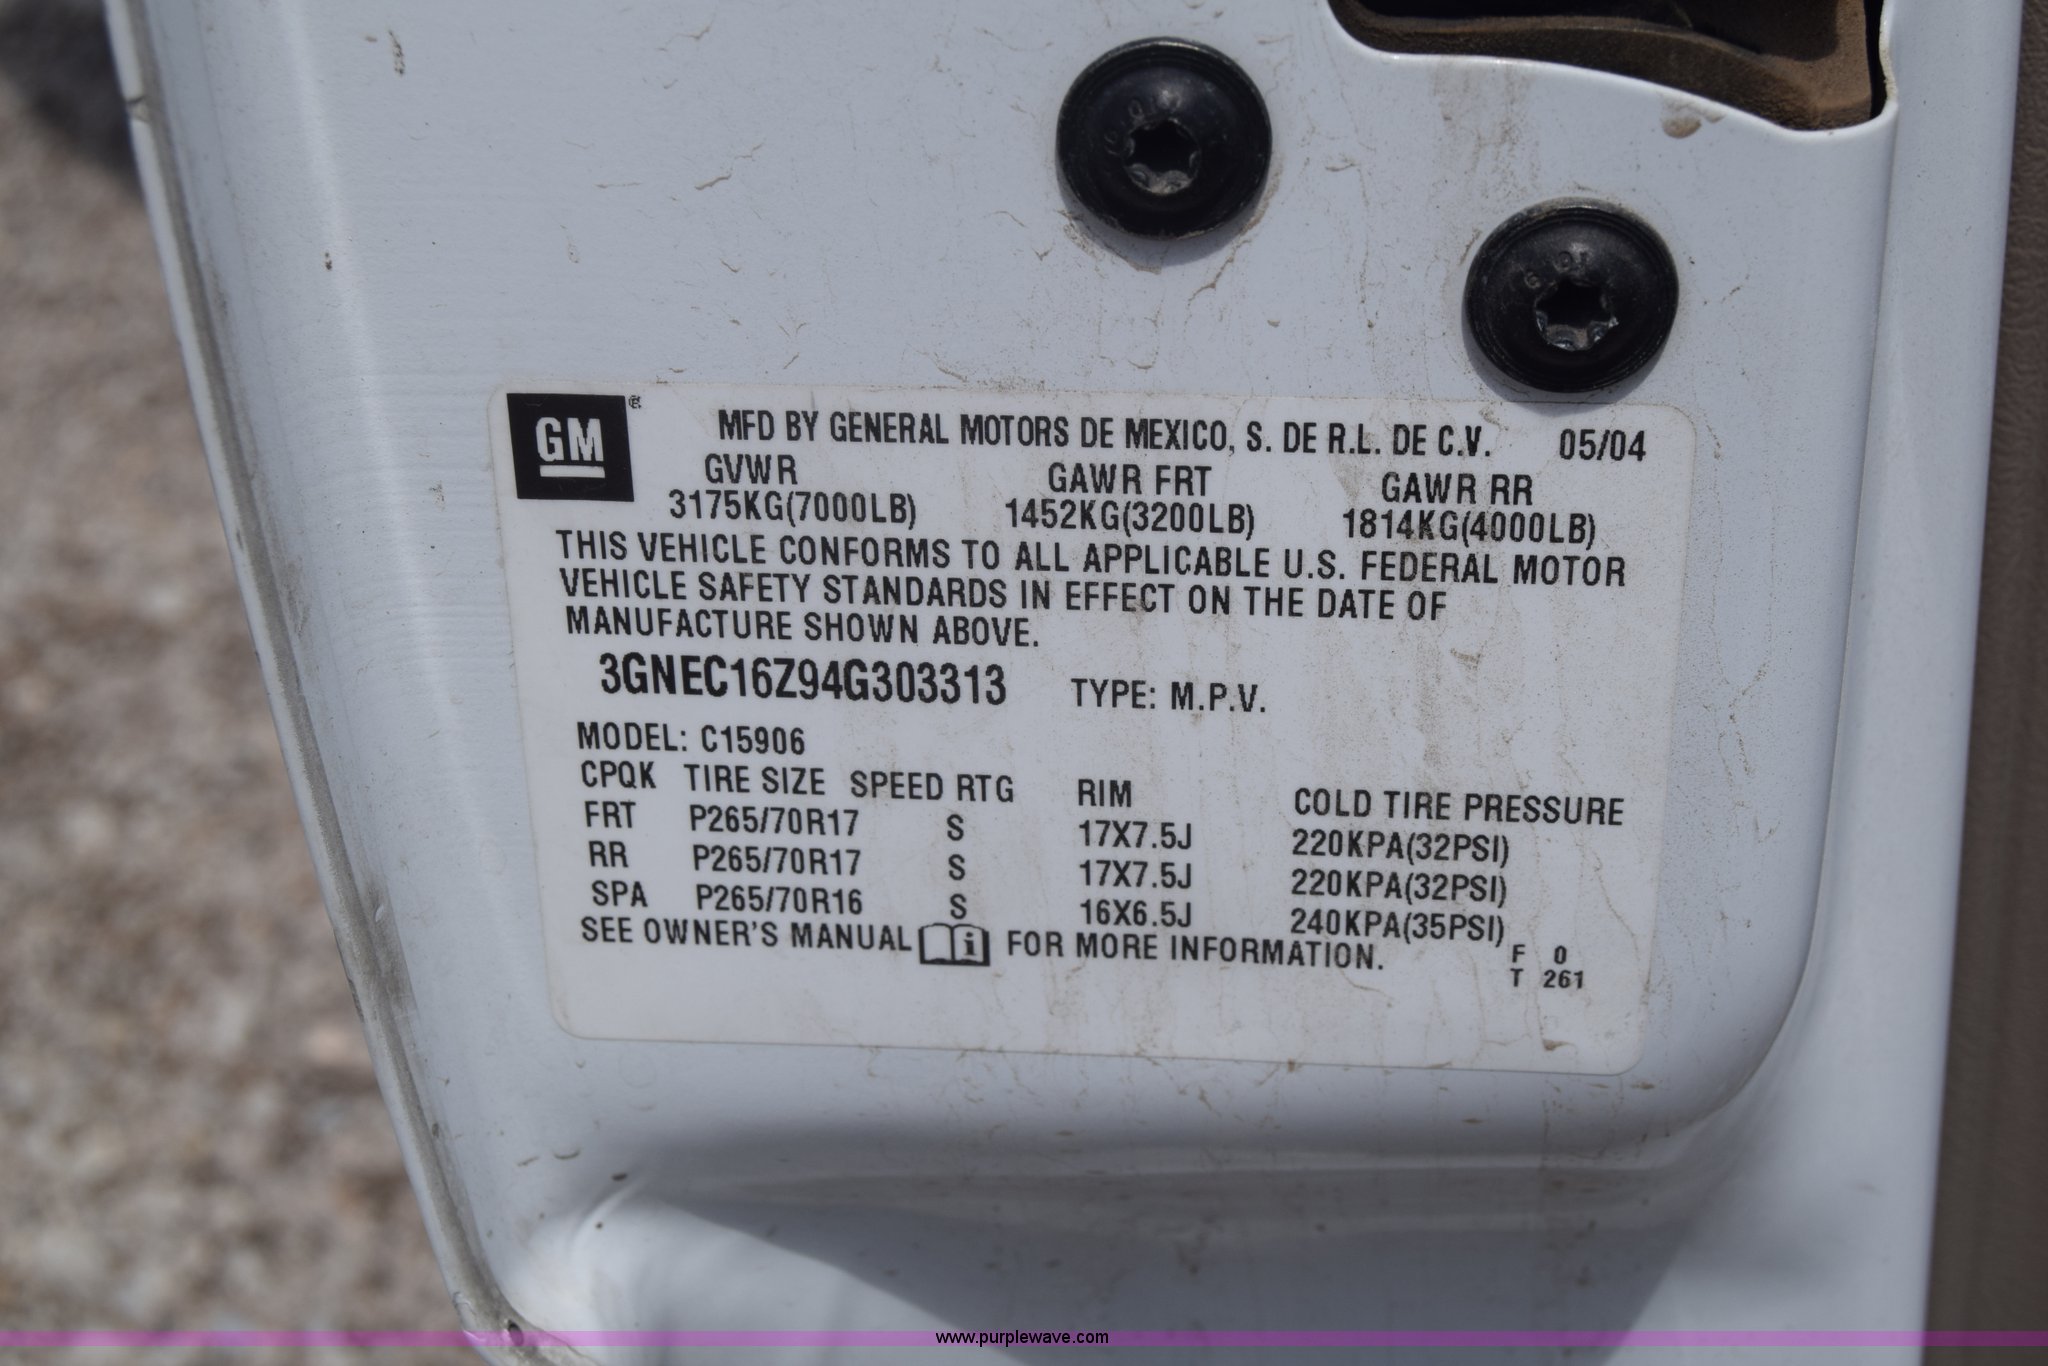 GM
MFD BY GENERAL MOTORS DE MEXICO, S. DE R.L. DE C.V. 05/04
GVWR GAWR FRT GAWR RR
3175KG(7000LB) 1452KG(3200LB) 1814KG(4000LB)
THIS VEHICLE CONFORMS TO ALL APPLICABLE U.S. FEDERAL MOTOR
VEHICLE SAFETY STANDARDS IN EFFECT ON THE DATE OF
MANUFACTURE SHOWN ABOVE.
3GNEC16Z94G303313 TYPE: M.P.V.
MODEL: C15906
CPQK TIRE SIZE SPEED RTG RIM COLD TIRE PRESSURE
FRT P265/70R17 S 17X7.5J 220KPA(32PSI)
RR P265/70R17 S 17X7.5J 220KPA(32PSI)
SPA P265/70R16 S 16X6.5J 240KPA(35PSI)
SEE OWNER'S MANUAL i FOR MORE INFORMATION.
F 0
T 261
www.purplewave.com